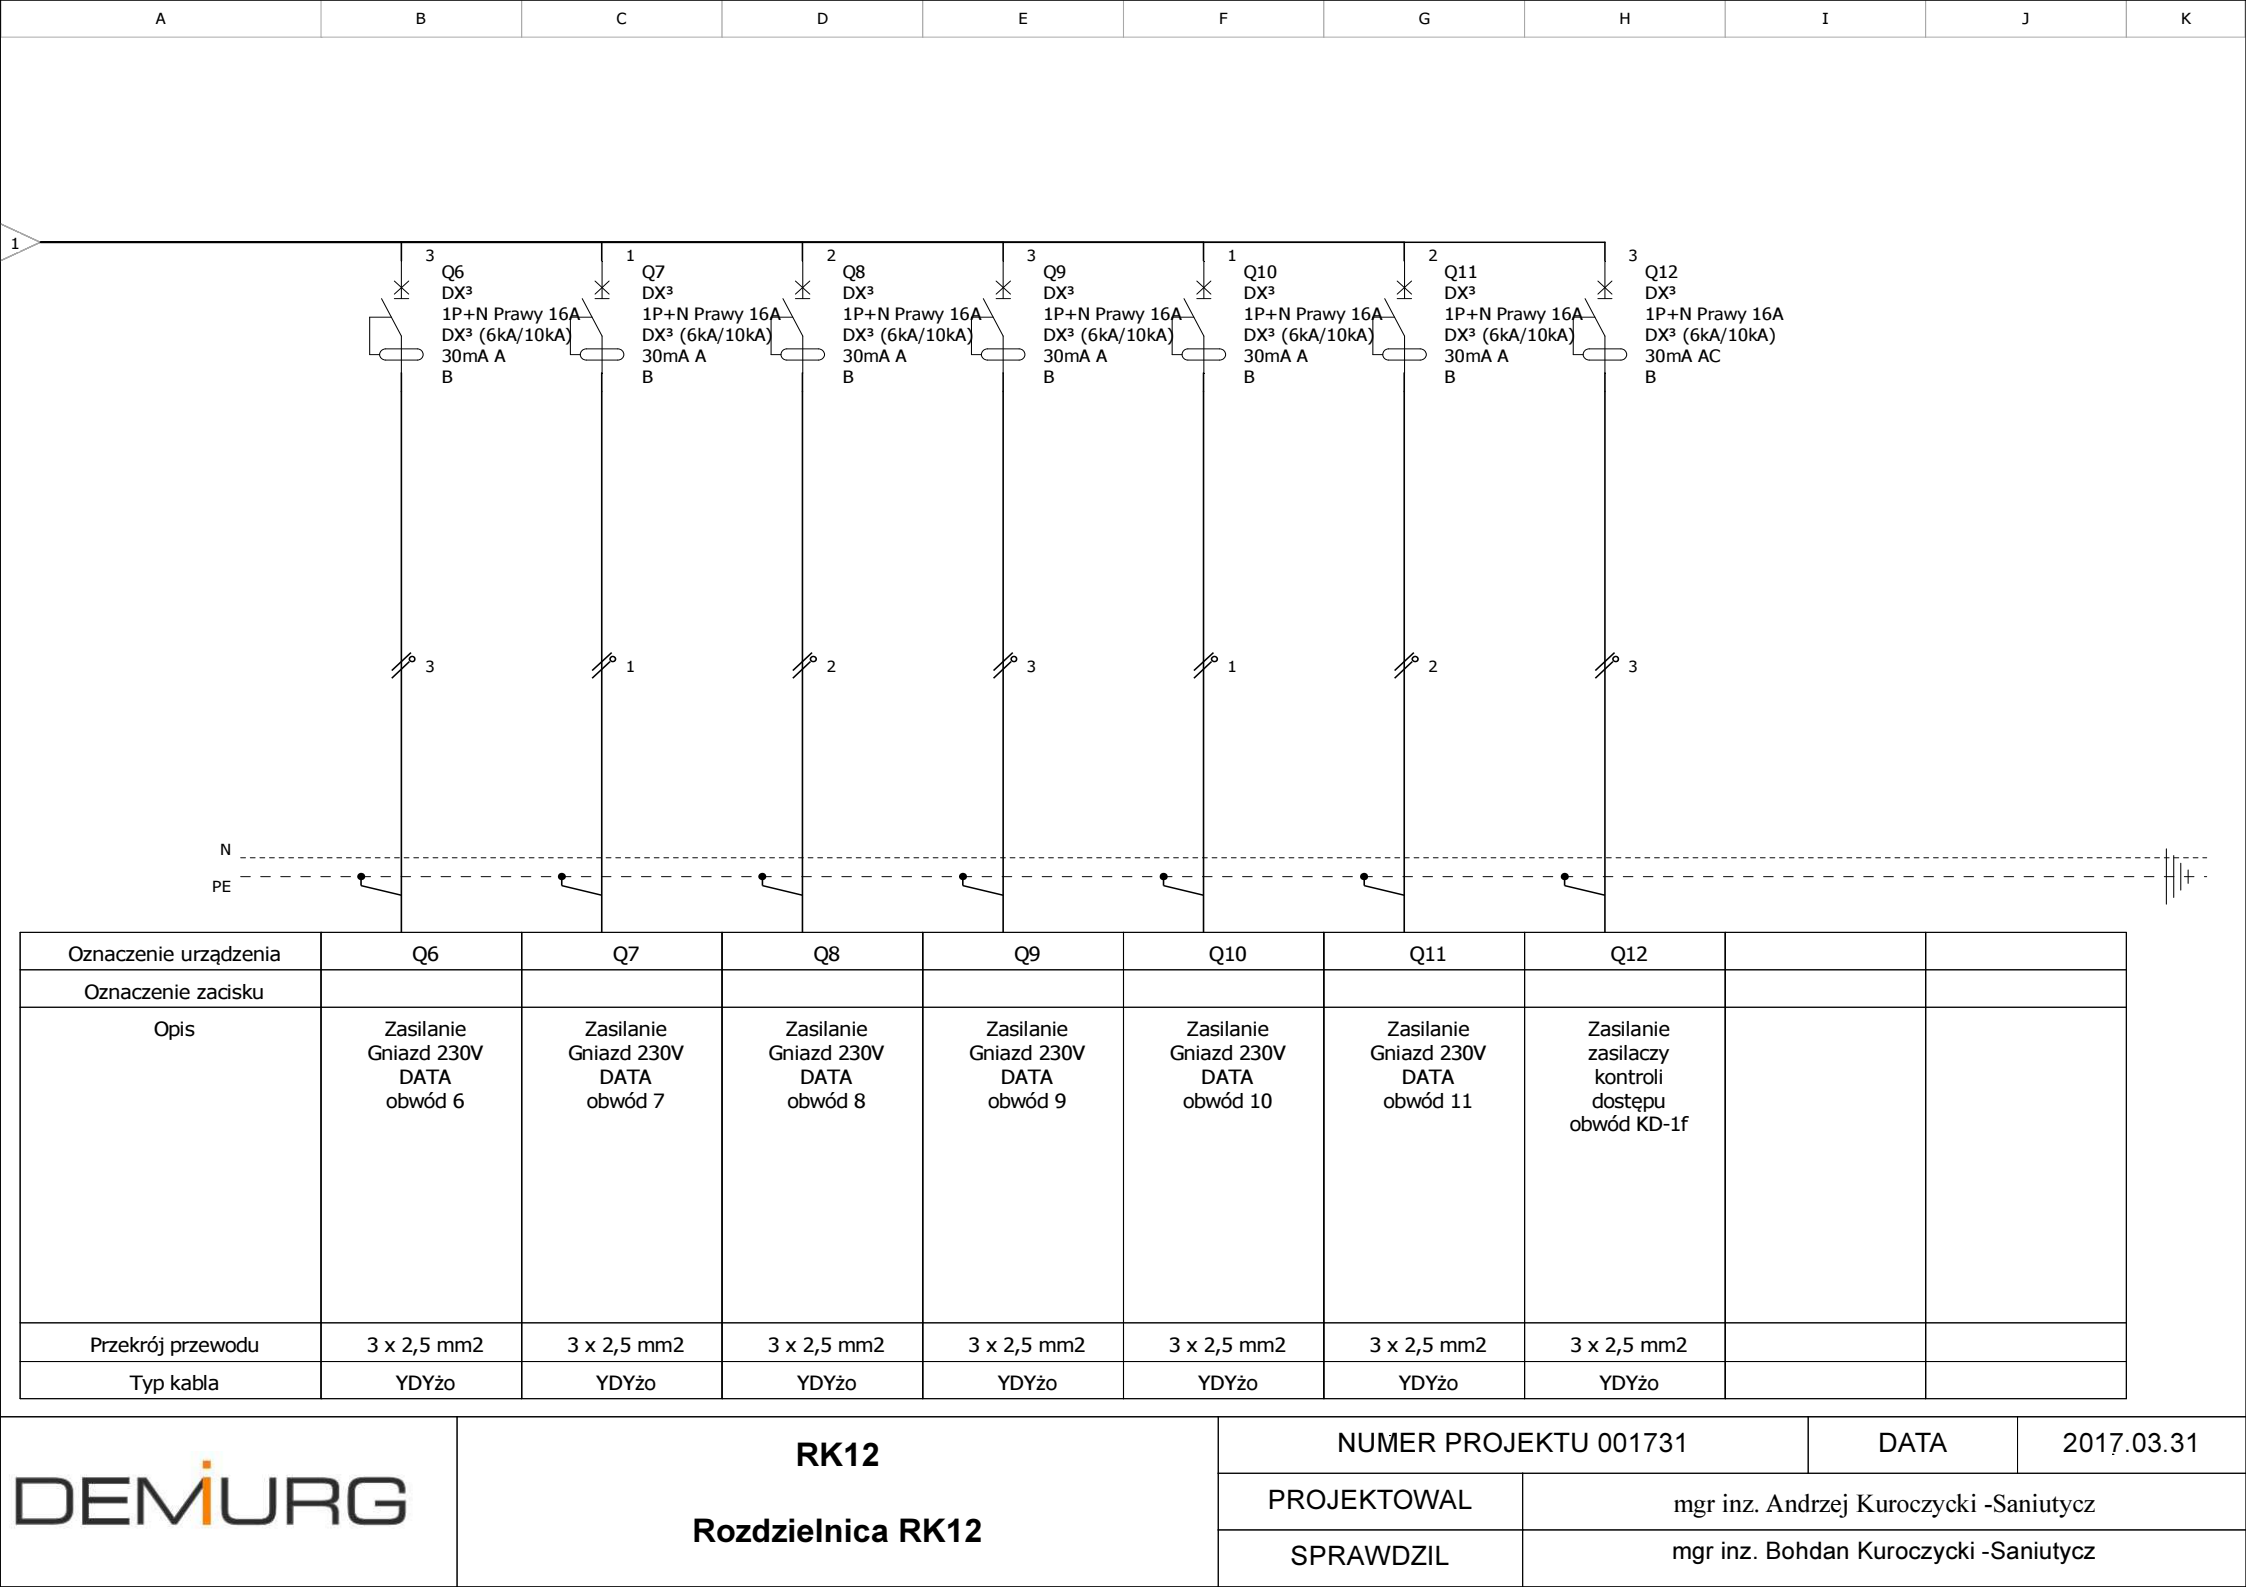 A B C D E F G H I J K
1
3 1 2 3 1 2 3
Q6
DX³
1P+N Prawy 16A
DX³ (6kA/10kA)
30mA A
B
Q7
DX³
1P+N Prawy 16A
DX³ (6kA/10kA)
30mA A
B
Q8
DX³
1P+N Prawy 16A
DX³ (6kA/10kA)
30mA A
B
Q9
DX³
1P+N Prawy 16A
DX³ (6kA/10kA)
30mA A
B
Q10
DX³
1P+N Prawy 16A
DX³ (6kA/10kA)
30mA A
B
Q11
DX³
1P+N Prawy 16A
DX³ (6kA/10kA)
30mA A
B
Q12
DX³
1P+N Prawy 16A
DX³ (6kA/10kA)
30mA AC
B
3 1 2 3 1 2 3
N
PE
Oznaczenie urządzenia Q6 Q7 Q8 Q9 Q10 Q11 Q12
Oznaczenie zacisku
Opis
Zasilanie
Gniazd 230V
DATA
obwód 6
Zasilanie
Gniazd 230V
DATA
obwód 7
Zasilanie
Gniazd 230V
DATA
obwód 8
Zasilanie
Gniazd 230V
DATA
obwód 9
Zasilanie
Gniazd 230V
DATA
obwód 10
Zasilanie
Gniazd 230V
DATA
obwód 11
Zasilanie
zasilaczy
kontroli
dostępu
obwód KD-1f
Przekrój przewodu 3 x 2,5 mm2 3 x 2,5 mm2 3 x 2,5 mm2 3 x 2,5 mm2 3 x 2,5 mm2 3 x 2,5 mm2 3 x 2,5 mm2
Typ kabla YDYżo YDYżo YDYżo YDYżo YDYżo YDYżo YDYżo
DEMiURG
RK12
Rozdzielnica RK12
NUMER PROJEKTU 001731 DATA 2017.03.31
PROJEKTOWAL mgr inz. Andrzej Kuroczycki -Saniutycz
SPRAWDZIL mgr inz. Bohdan Kuroczycki -Saniutycz